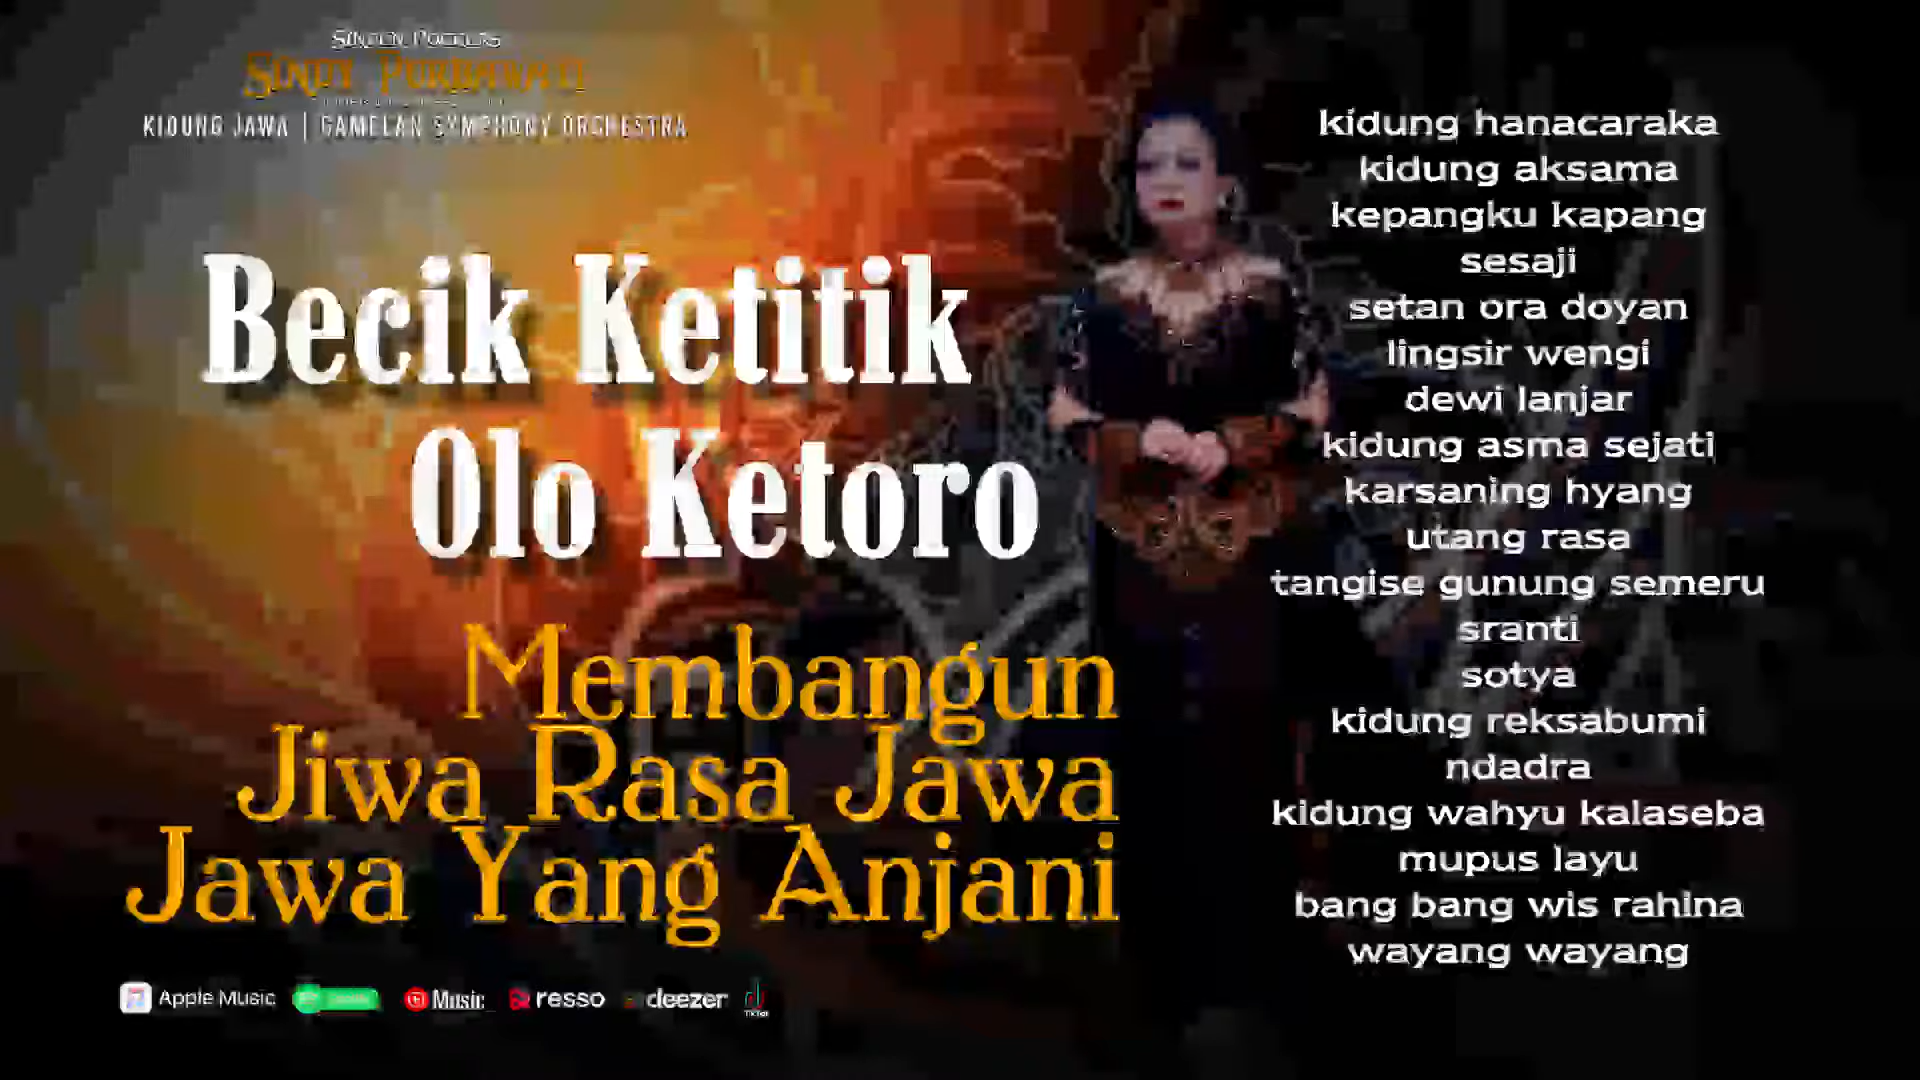 SINDY PURBAWATI
KIDUNG JAWA | GAMELAN SYMPHONY ORCHESTRA
Becik Ketitik
Olo Ketoro
Membangun
Jiwa Rasa Jawa
Jawa Yang Anjani
Apple Music
Music
resso
deezer
TikTok
kidung hanacaraka
kidung aksama
kepangku kapang
sesaji
setan ora doyan
lingsir wengi
dewi lanjar
kidung asma sejati
karsaning hyang
utang rasa
tangise gunung semeru
sranti
sotya
kidung reksabumi
ndadra
kidung wahyu kalaseba
mupus layu
bang bang wis rahina
wayang wayang